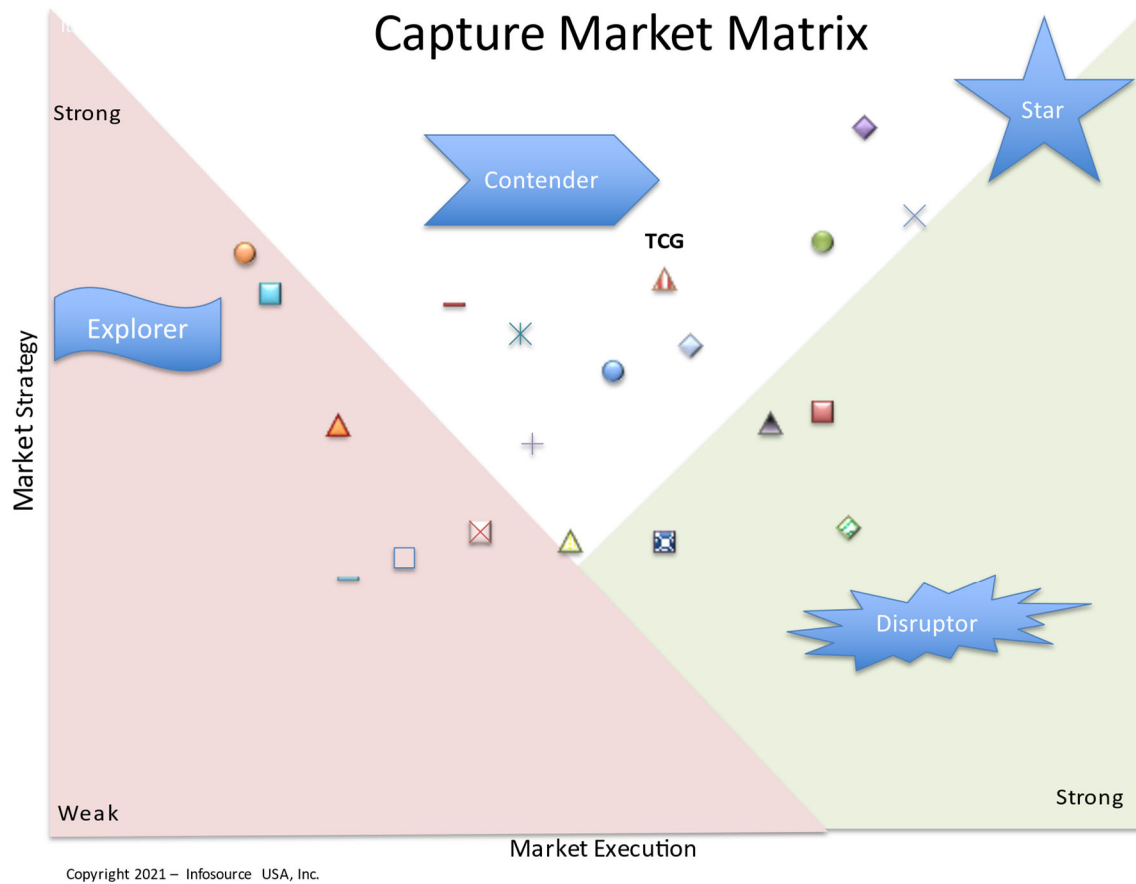 Capture Market Matrix
Strong
Star
Contender
TCG
Explorer
Market Strategy
Disruptor
Strong
Weak
Market Execution
Copyright 2021 – Infosource USA, Inc.